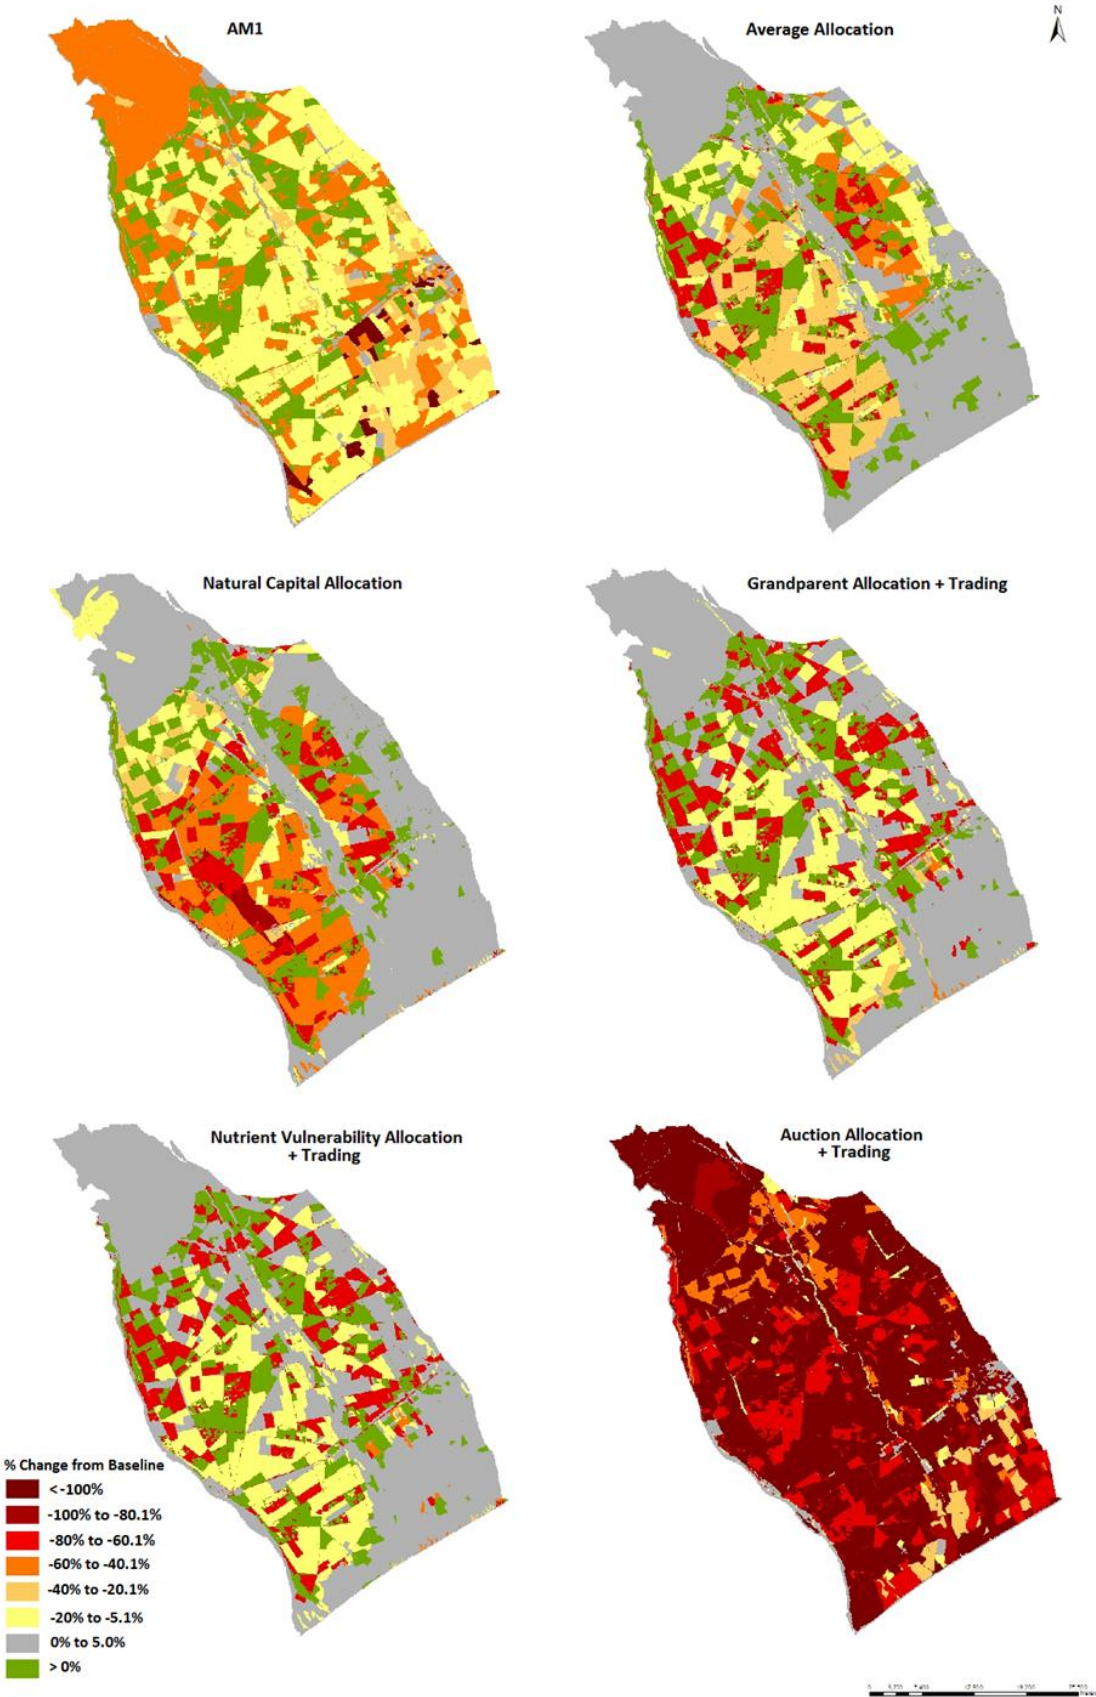 N
AM1
Average Allocation
Natural Capital Allocation
Grandparent Allocation + Trading
Nutrient Vulnerability Allocation
+ Trading
Auction Allocation
+ Trading
% Change from Baseline
< -100%
-100% to -80.1%
-80% to -60.1%
-60% to -40.1%
-40% to -20.1%
-20% to -5.1%
0% to 5.0%
> 0%
0